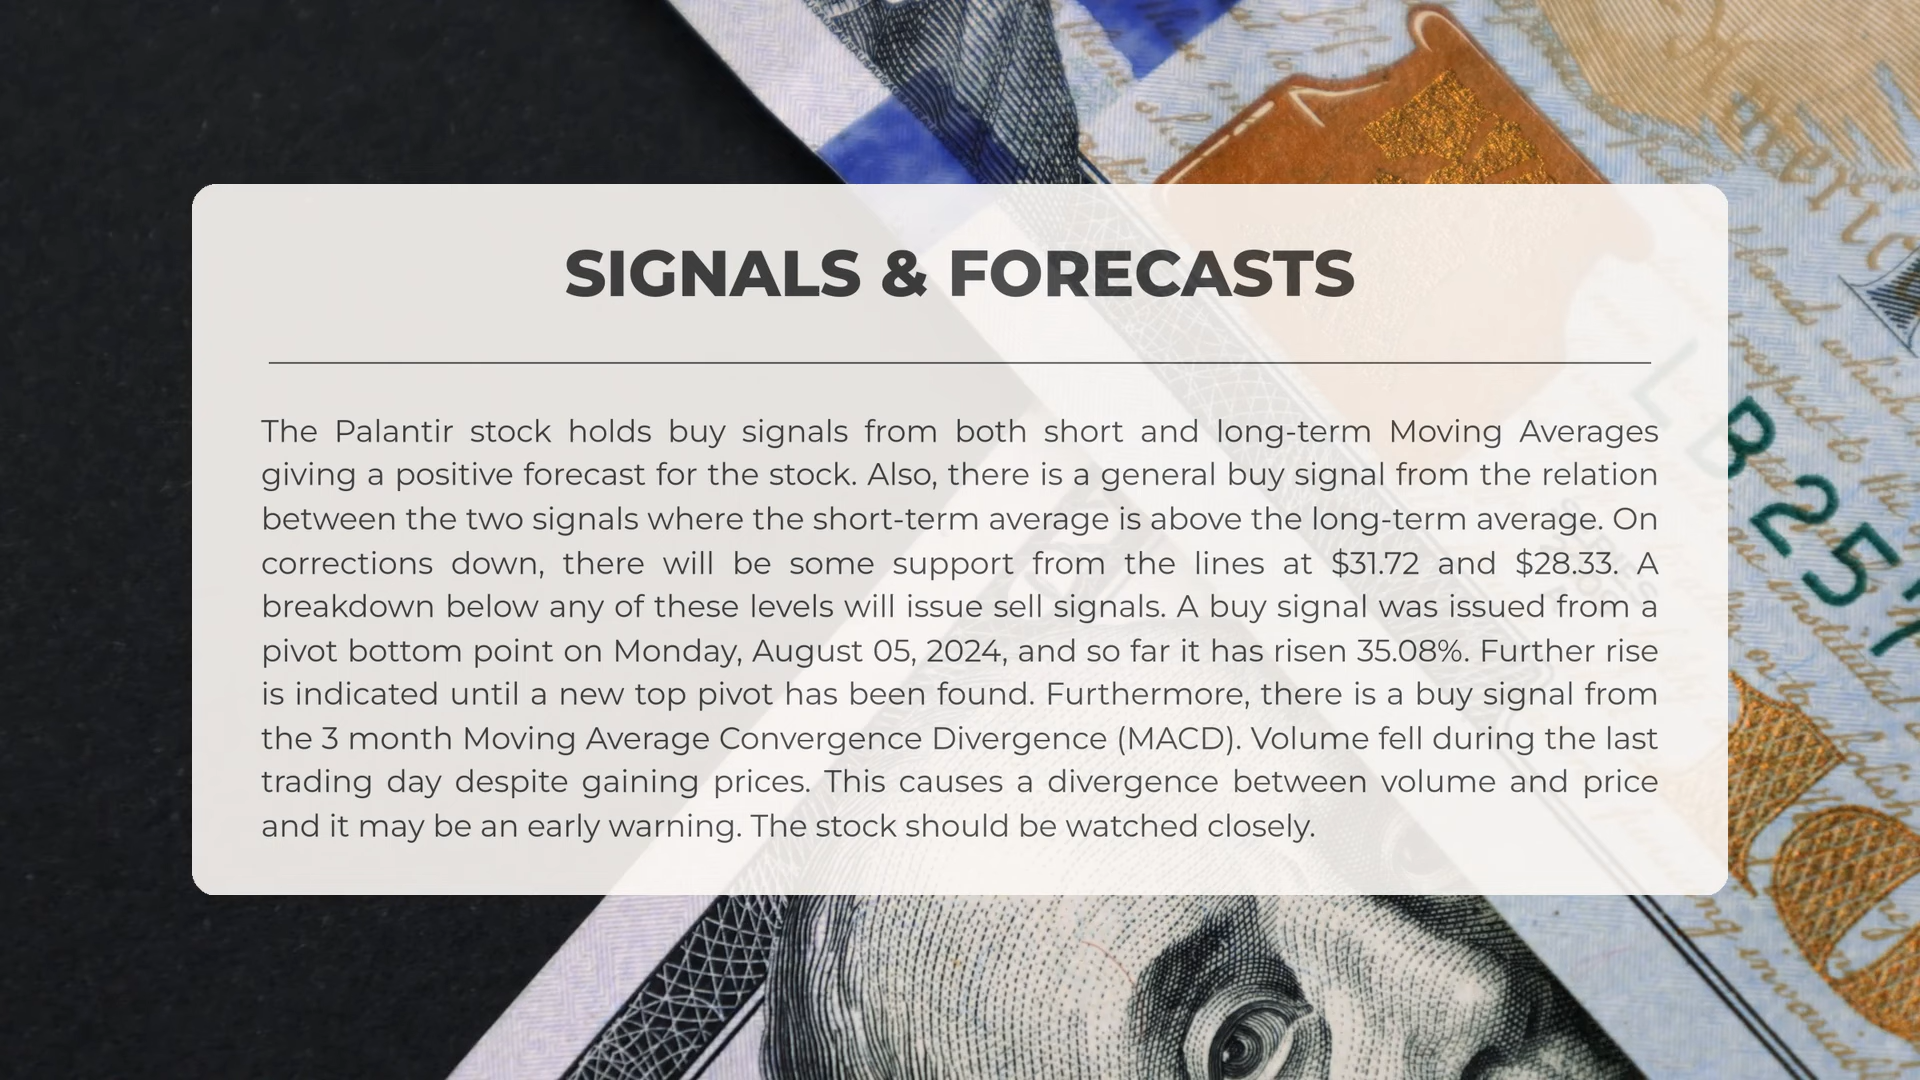 SIGNALS & FORECASTS
The Palantir stock holds buy signals from both short and long-term Moving Averages
giving a positive forecast for the stock. Also, there is a general buy signal from the relation
between the two signals where the short-term average is above the long-term average. On
corrections down, there will be some support from the lines at $31.72 and $28.33. A
breakdown below any of these levels will issue sell signals. A buy signal was issued from a
pivot bottom point on Monday, August 05, 2024, and so far it has risen 35.08%. Further rise
is indicated until a new top pivot has been found. Furthermore, there is a buy signal from
the 3 month Moving Average Convergence Divergence (MACD). Volume fell during the last
trading day despite gaining prices. This causes a divergence between volume and price
and it may be an early warning. The stock should be watched closely.